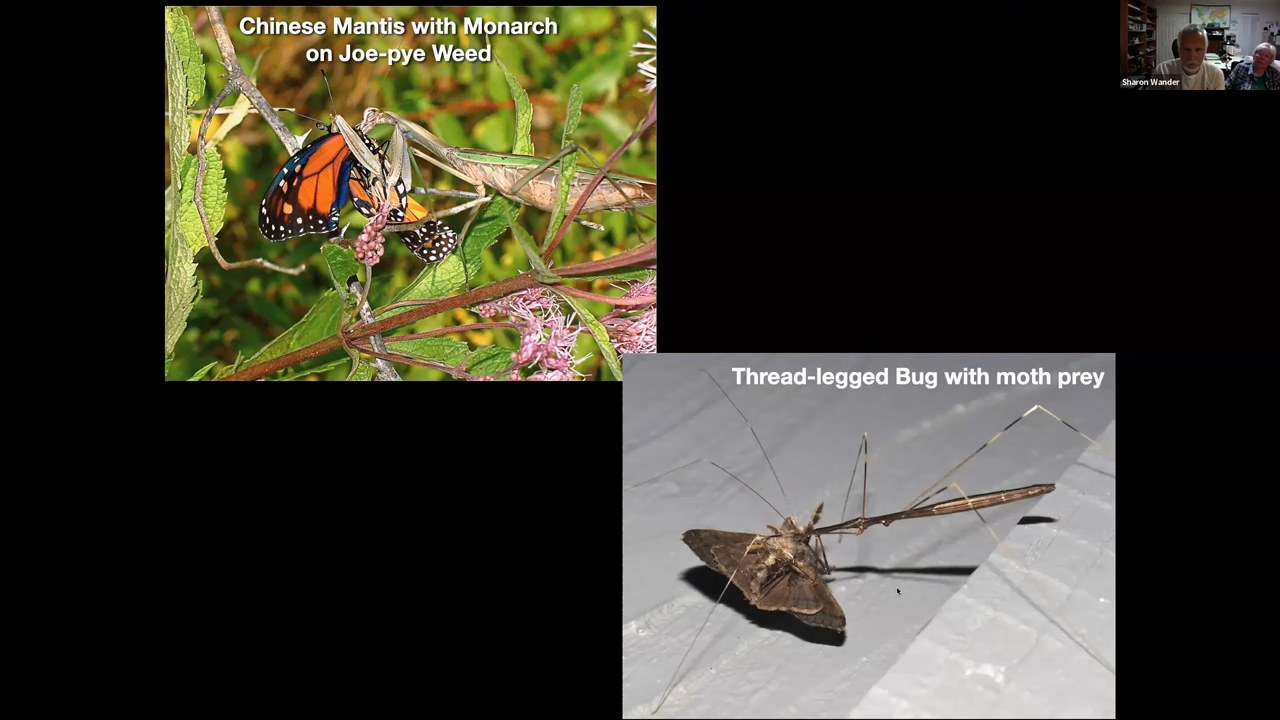 Chinese Mantis with Monarch
on Joe-pye Weed
Sharon Wander
Thread-legged Bug with moth prey